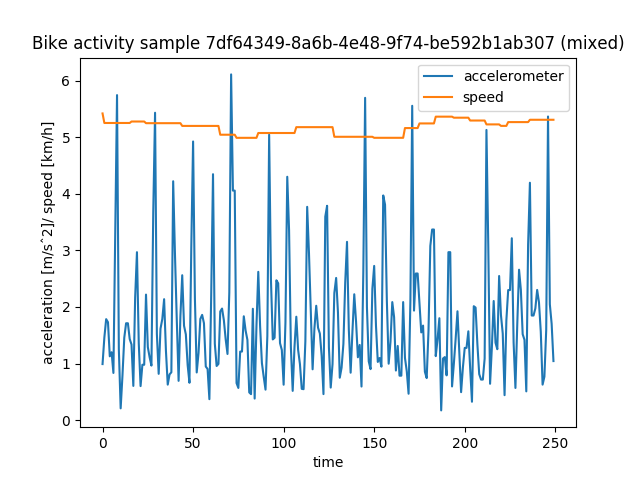 Bike activity sample 7df64349-8a6b-4e48-9f74-be592b1ab307 (mixed)
accelerometer
speed
acceleration [m/sˆ2]/ speed [km/h]
6
5
4
3
2
1
0
0
50
100
150
200
250
time